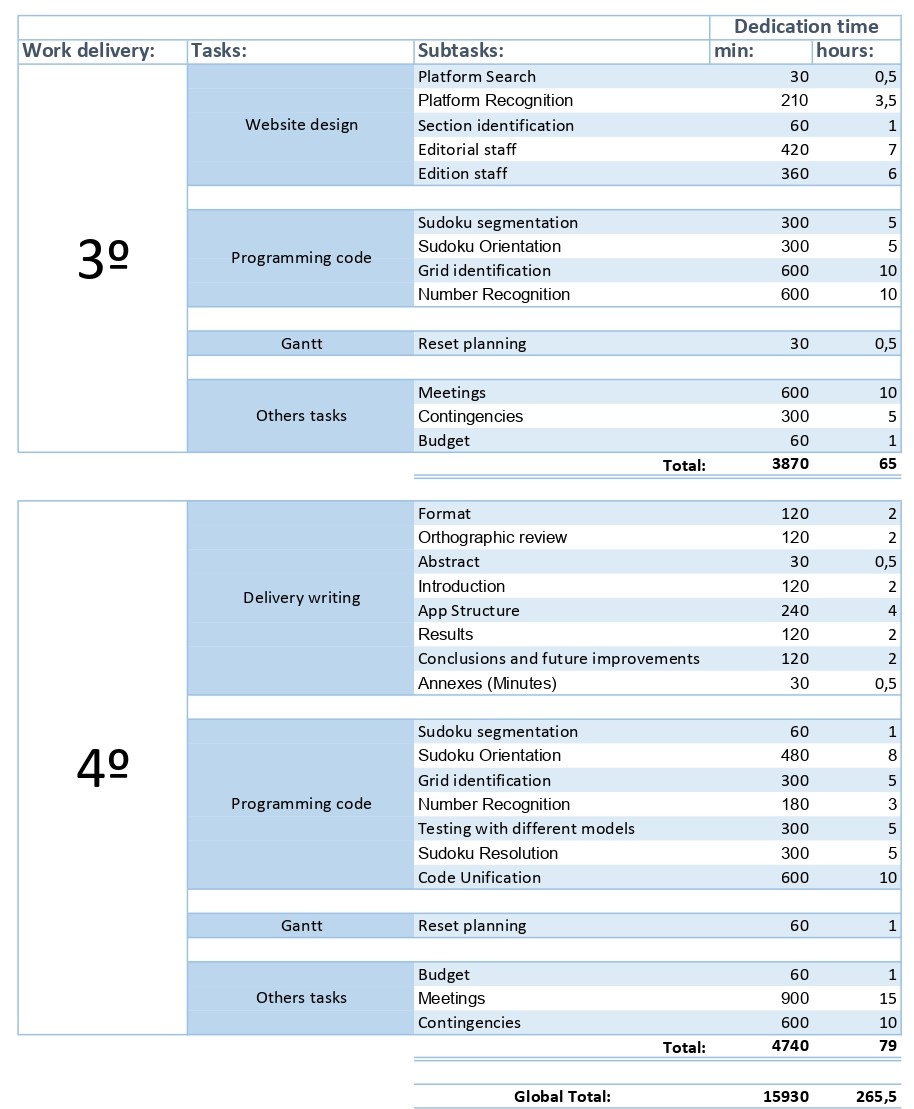 Dedication time
Work delivery: Tasks: Subtasks: min: hours:
Platform Search 30 0,5
Platform Recognition 210 3,5
Website design Section identification 60 1
Editorial staff 420 7
Edition staff 360 6
Sudoku segmentation 300 5
Sudoku Orientation 300 5
3º Programming code Grid identification 600 10
Number Recognition 600 10
Gantt Reset planning 30 0,5
Meetings 600 10
Others tasks Contingencies 300 5
Budget 60 1
Total: 3870 65
Format 120 2
Orthographic review 120 2
Abstract 30 0,5
Introduction 120 2
Delivery writing App Structure 240 4
Results 120 2
Conclusions and future improvements 120 2
Annexes (Minutes) 30 0,5
Sudoku segmentation 60 1
4º Sudoku Orientation 480 8
Grid identification 300 5
Programming code Number Recognition 180 3
Testing with different models 300 5
Sudoku Resolution 300 5
Code Unification 600 10
Gantt Reset planning 60 1
Budget 60 1
Others tasks Meetings 900 15
Contingencies 600 10
Total: 4740 79
Global Total: 15930 265,5